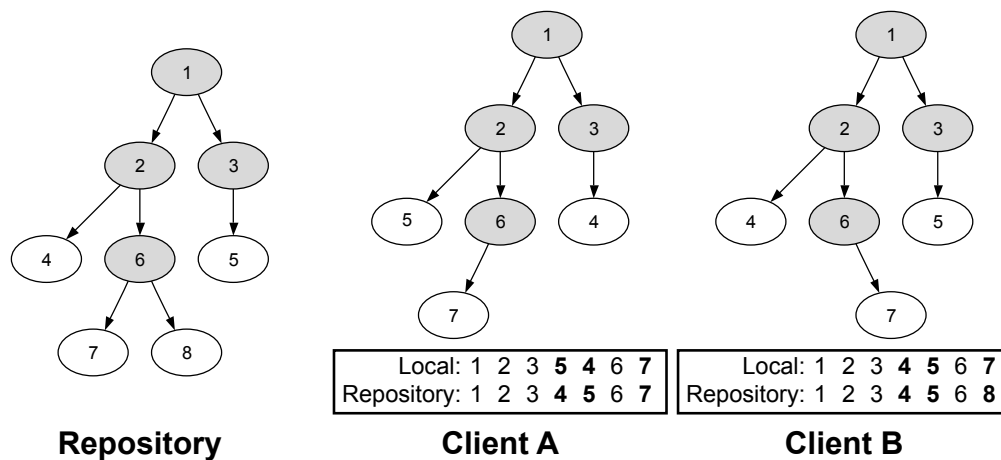 1
2 3
4 6 5
7 8
Repository
1
2 3
5 6 4
7
Local: 1 2 3 5 4 6 7
Repository: 1 2 3 4 5 6 7
Client A
1
2 3
4 6 5
7
Local: 1 2 3 4 5 6 7
Repository: 1 2 3 4 5 6 8
Client B